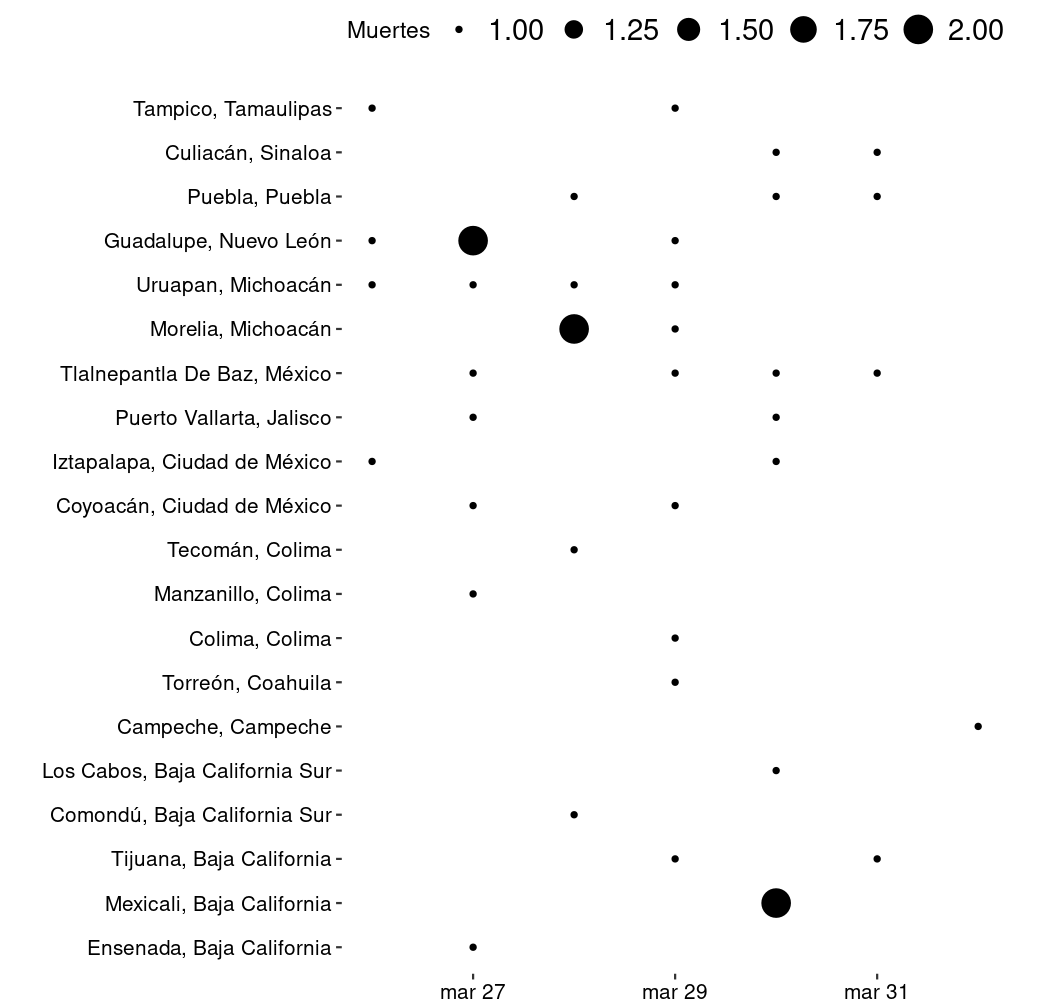 Muertes 1.00 1.25 1.50 1.75 2.00
Tampico, Tamaulipas
Culiacán, Sinaloa
Puebla, Puebla
Guadalupe, Nuevo León
Uruapan, Michoacán
Morelia, Michoacán
Tlalnepantla De Baz, México
Puerto Vallarta, Jalisco
Iztapalapa, Ciudad de México
Coyoacán, Ciudad de México
Tecomán, Colima
Manzanillo, Colima
Colima, Colima
Torreón, Coahuila
Campeche, Campeche
Los Cabos, Baja California Sur
Comondú, Baja California Sur
Tijuana, Baja California
Mexicali, Baja California
Ensenada, Baja California
mar 27 mar 29 mar 31